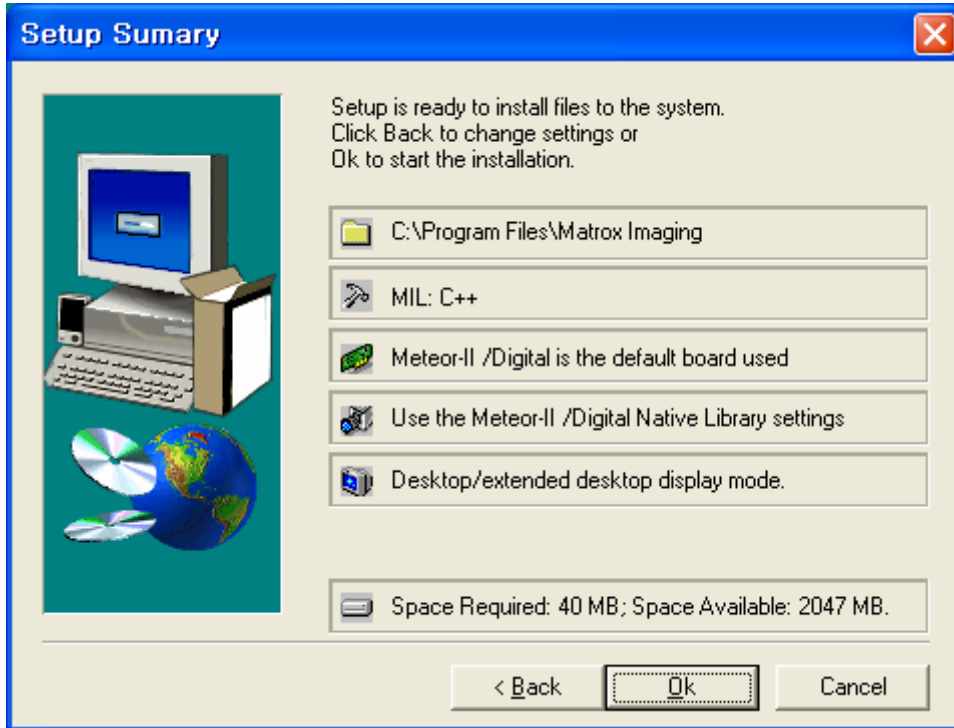 Setup Sumary
Setup is ready to install files to the system.
Click Back to change settings or
Ok to start the installation.
C:\Program Files\Matrox Imaging
MIL: C++
Meteor-II /Digital is the default board used
Use the Meteor-II /Digital Native Library settings
Desktop/extended desktop display mode.
Space Required: 40 MB; Space Available: 2047 MB.
< Back
Ok
Cancel